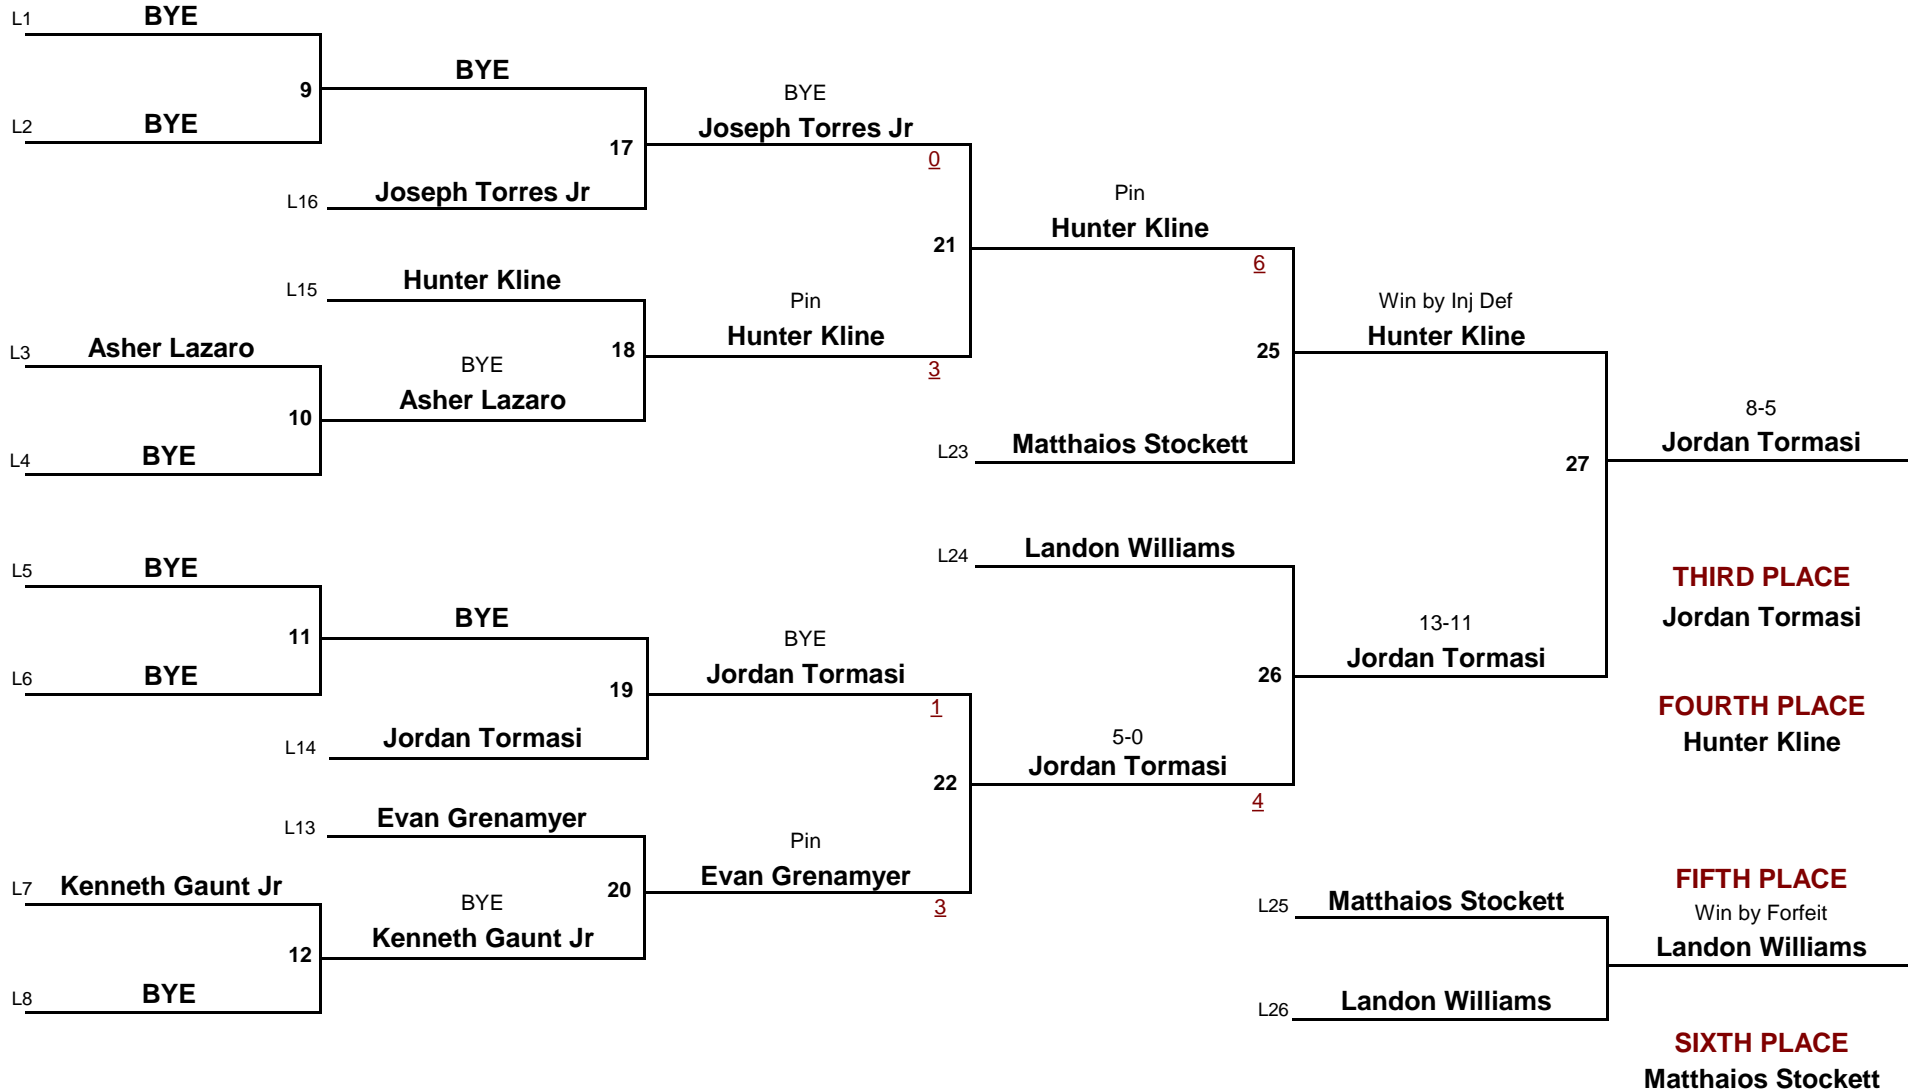 L1 BYE
9
L2 BYE
BYE
17
L16 Joseph Torres Jr
BYE
Joseph Torres Jr
0
L15 Hunter Kline
18
L3 Asher Lazaro
10
L4 BYE
BYE
Asher Lazaro
Pin
Hunter Kline
3
21
Pin
Hunter Kline
6
25
L23 Matthaios Stockett
Win by Inj Def
Hunter Kline
27
8-5
Jordan Tormasi
L5 BYE
11
L6 BYE
BYE
19
L14 Jordan Tormasi
BYE
Jordan Tormasi
1
22
L13 Evan Grenamyer
20
L7 Kenneth Gaunt Jr
12
L8 BYE
BYE
Kenneth Gaunt Jr
Pin
Evan Grenamyer
3
L24 Landon Williams
26
5-0
Jordan Tormasi
4
13-11
Jordan Tormasi
THIRD PLACE
Jordan Tormasi
FOURTH PLACE
Hunter Kline
L25 Matthaios Stockett
L26 Landon Williams
FIFTH PLACE
Win by Forfeit
Landon Williams
SIXTH PLACE
Matthaios Stockett